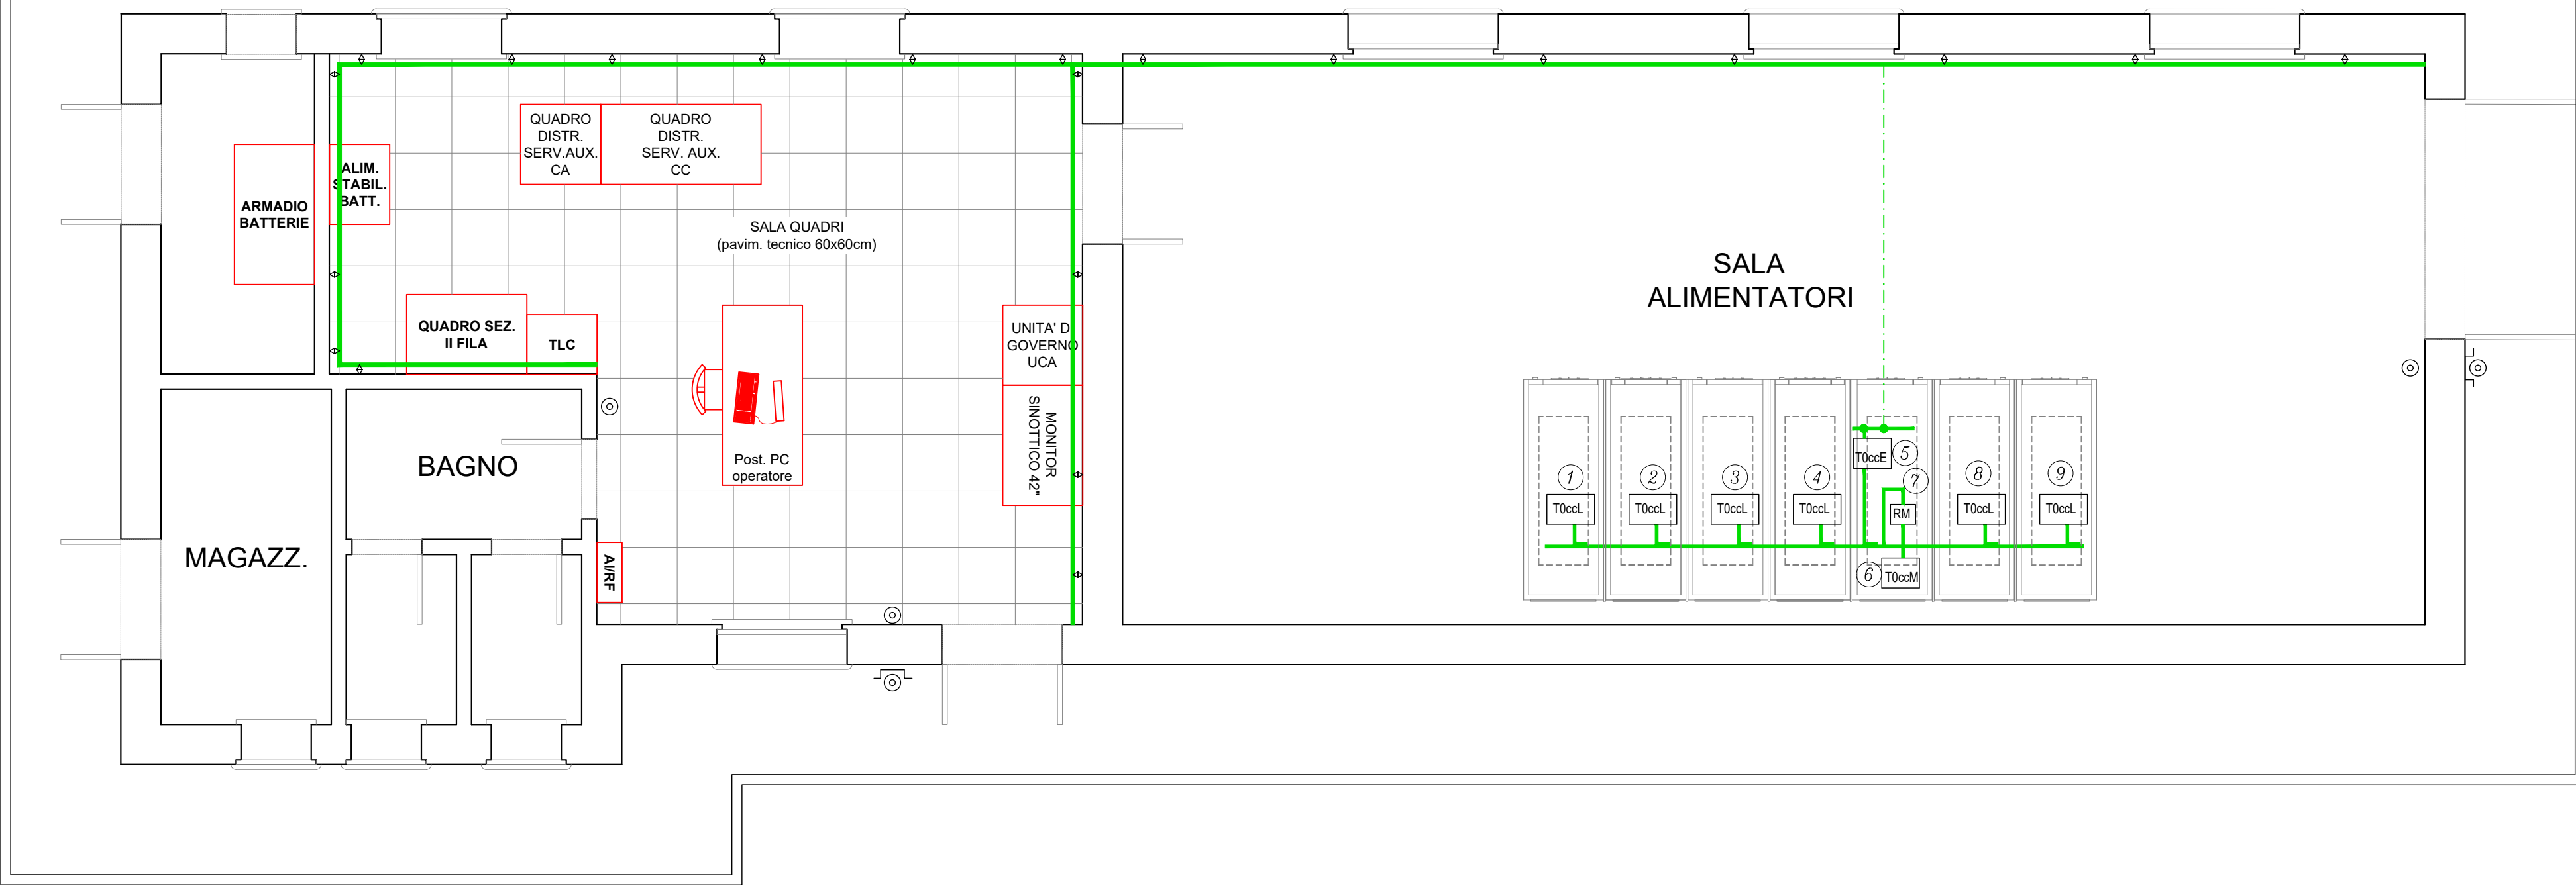 QUADRO
DISTR.
SERV.AUX.
CA
QUADRO
DISTR.
SERV. AUX.
CC
ALIM.
STABIL.
BATT.
ARMADIO
BATTERIE
SALA QUADRI
(pavim. tecnico 60x60cm)
SALA
ALIMENTATORI
QUADRO SEZ.
II FILA
TLC
UNITA' DI
GOVERNO
UCA
MONITOR
SINOTTICO 42"
Post. PC
operatore
BAGNO
MAGAZZ.
AI/RF
1
T0ccL
2
T0ccL
3
T0ccL
4
T0ccL
T0ccE
5
7
RM
6
T0ccM
8
T0ccL
9
T0ccL